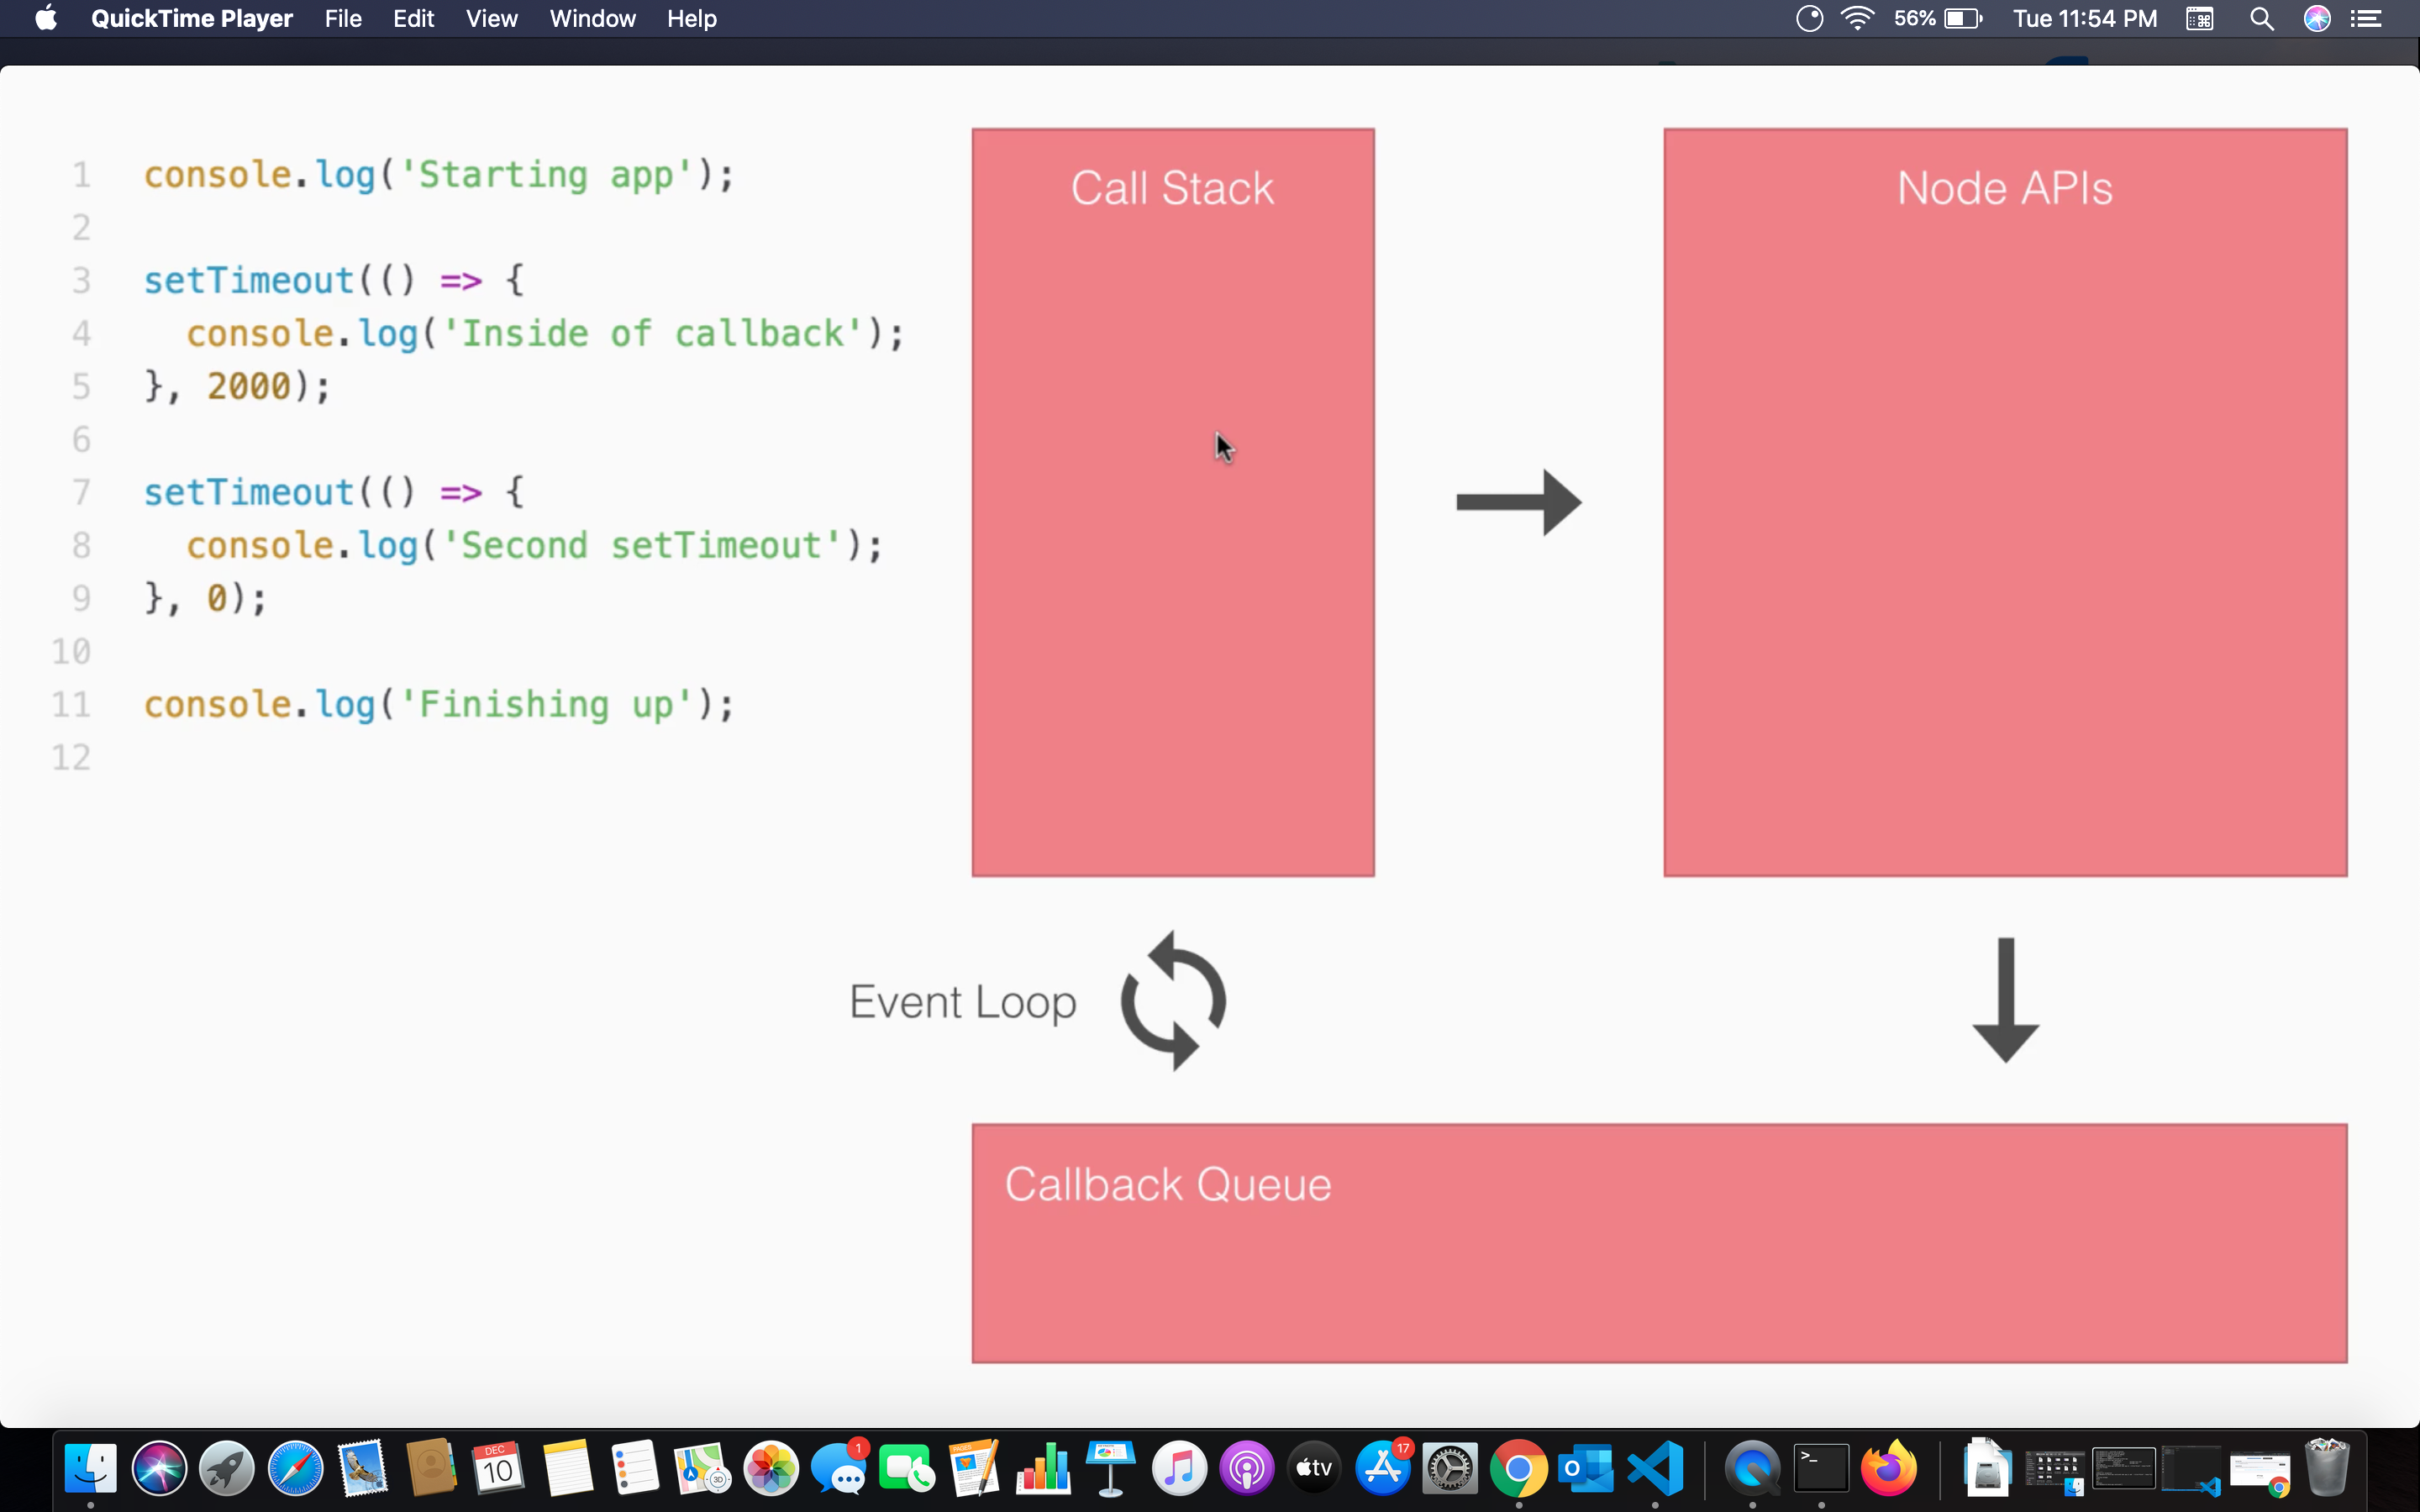 QuickTime Player File Edit View Window Help 56% Tue 11:54 PM
1 console.log('Starting app');
2
3 setTimeout(() => {
4 console.log('Inside of callback');
5 }, 2000);
6
7 setTimeout(() => {
8 console.log('Second setTimeout');
9 }, 0);
10
11 console.log('Finishing up');
12
Call Stack
Node APIs
Event Loop
Callback Queue
DEC
10
3D
1
PAGES
tv
17
O
>_